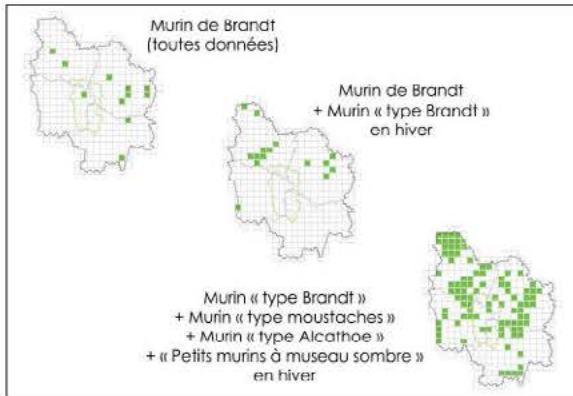 Murin de Brandt
(toutes données)
Murin de Brandt
+ Murin « type Brandt »
en hiver
Murin « type Brandt »
+ Murin « type moustaches »
+ Murin « type Alcathoe »
+ « Petits murins à museau sombre »
en hiver